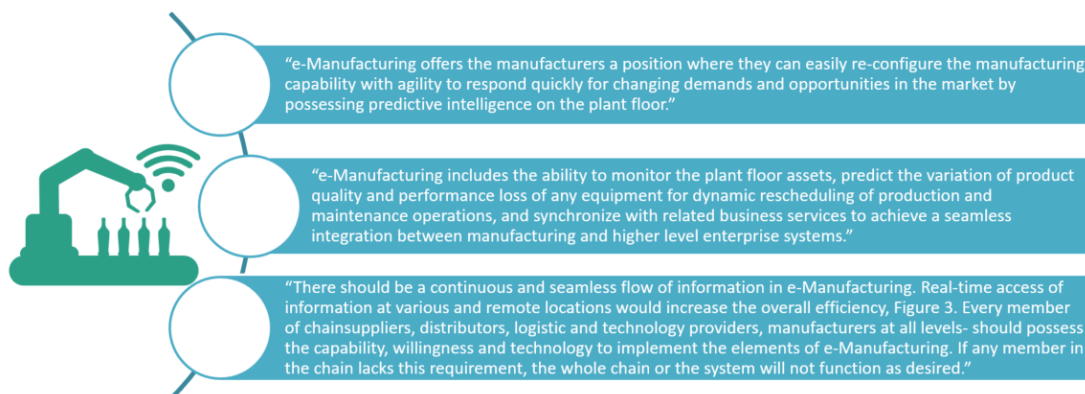 “e-Manufacturing offers the manufacturers a position where they can easily re-configure the manufacturing
capability with agility to respond quickly for changing demands and opportunities in the market by
possessing predictive intelligence on the plant floor.”
“e-Manufacturing includes the ability to monitor the plant floor assets, predict the variation of product
quality and performance loss of any equipment for dynamic rescheduling of production and
maintenance operations, and synchronize with related business services to achieve a seamless
integration between manufacturing and higher level enterprise systems.”
“There should be a continuous and seamless flow of information in e-Manufacturing. Real-time access of
information at various and remote locations would increase the overall efficiency, Figure 3. Every member
of chainsuppliers, distributors, logistic and technology providers, manufacturers at all levels- should possess
the capability, willingness and technology to implement the elements of e-Manufacturing. If any member in
the chain lacks this requirement, the whole chain or the system will not function as desired.”